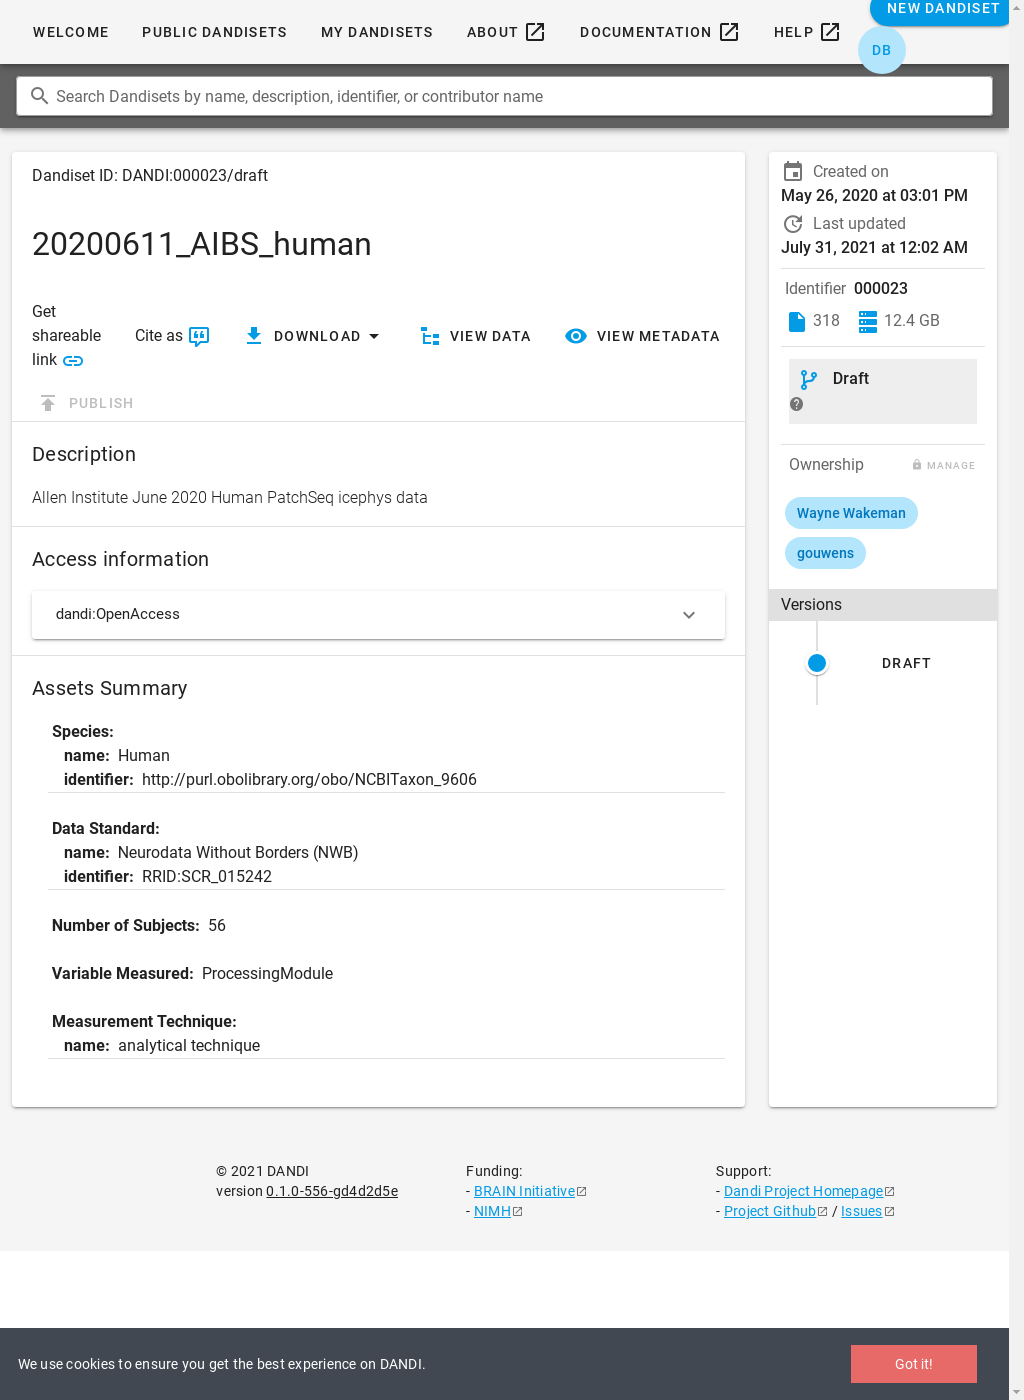 WELCOME PUBLIC DANDISETS MY DANDISETS ABOUT DOCUMENTATION HELP NEW DANDISET
DB
Search Dandisets by name, description, identifier, or contributor name
Dandiset ID: DANDI:000023/draft
20200611_AIBS_human
Get
shareable
link
Cite as
DOWNLOAD
VIEW DATA
VIEW METADATA
PUBLISH
Description
Allen Institute June 2020 Human PatchSeq icephys data
Access information
dandi:OpenAccess
Assets Summary
Species:
name: Human
identifier: http://purl.obolibrary.org/obo/NCBITaxon_9606
Data Standard:
name: Neurodata Without Borders (NWB)
identifier: RRID:SCR_015242
Number of Subjects: 56
Variable Measured: ProcessingModule
Measurement Technique:
name: analytical technique
Created on
May 26, 2020 at 03:01 PM
Last updated
July 31, 2021 at 12:02 AM
Identifier 000023
318 12.4 GB
Draft
Ownership MANAGE
Wayne Wakeman
gouwens
Versions
DRAFT
© 2021 DANDI
version 0.1.0-556-gd4d2d5e
Funding:
- BRAIN Initiative
- NIMH
Support:
- Dandi Project Homepage
- Project Github / Issues
We use cookies to ensure you get the best experience on DANDI.
Got it!